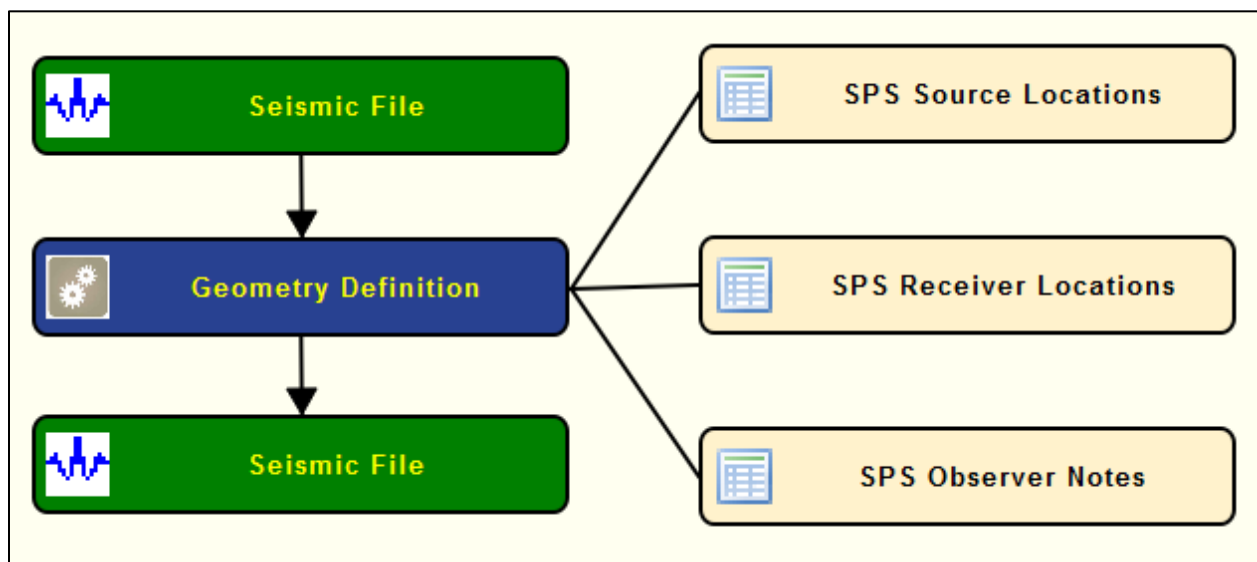 Seismic File
SPS Source Locations
Geometry Definition
SPS Receiver Locations
Seismic File
SPS Observer Notes